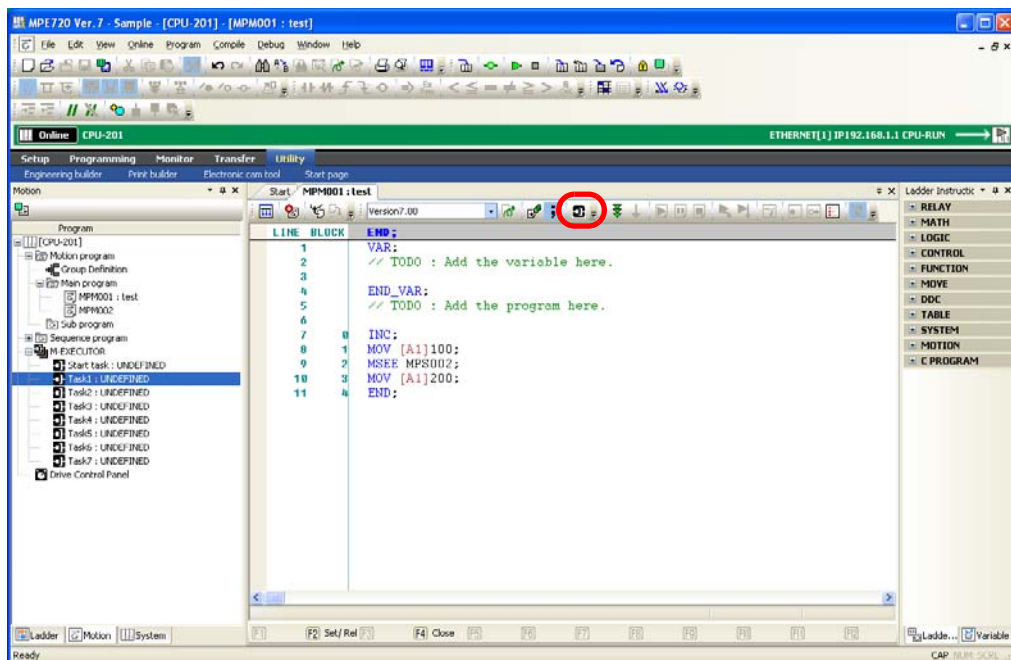 MPE720 Ver. 7 - Sample - [CPU-201] - [MPM001 : test]
File Edit View Online Program Compile Debug Window Help
Online CPU-201 ETHERNET[1] IP192.168.1.1 CPU-RUN
Setup Programming Monitor Transfer Utility
Engineering builder Print builder Electronic cam tool Start page
Motion
Program
[CPU-201]
Motion program
Group Definition
Main program
MPM001 : test
MPM002
Sub program
Sequence program
M-EXECUTOR
Start task : UNDEFINED
Task1 : UNDEFINED
Task2 : UNDEFINED
Task3 : UNDEFINED
Task4 : UNDEFINED
Task5 : UNDEFINED
Task6 : UNDEFINED
Task7 : UNDEFINED
Drive Control Panel
Ladder Motion System
Start MPM001 : test
Version7.00
LINE BLOCK END;
1 VAR;
2 // TODO : Add the variable here.
3
4 END_VAR;
5 // TODO : Add the program here.
6
7 0 INC;
8 1 MOV [A1]100;
9 2 MSEE MPS002;
10 3 MOV [A1]200;
11 4 END;
F1 F2 Set/Rel F3 F4 Close F5 F6 F7 F8 F9 F10 F11 F12
Ladder Instructic
RELAY
MATH
LOGIC
CONTROL
FUNCTION
MOVE
DDC
TABLE
SYSTEM
MOTION
C PROGRAM
Ladde... Variable
Ready CAP NUM SCRL